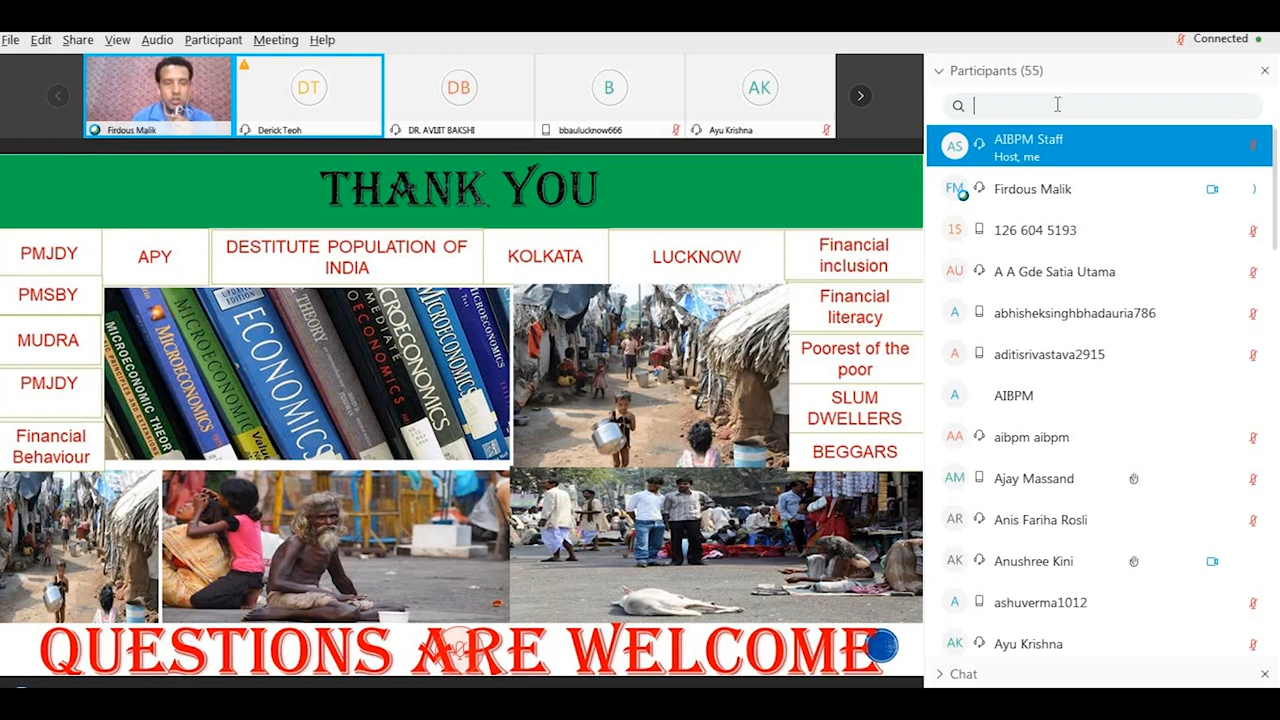 File Edit Share View Audio Participant Meeting Help
Connected
DT
DB
B
AK
Firdous Malik
Derick Teoh
DR. AVIJIT BAKSHI
bbaulucknow666
Ayu Krishna
THANK YOU
PMJDY
APY
DESTITUTE POPULATION OF
INDIA
KOLKATA
LUCKNOW
Financial
inclusion
PMSBY
MUDRA
PMJDY
Financial
Behaviour
Financial
literacy
Poorest of the
poor
SLUM
DWELLERS
BEGGARS
MICROECONOMIC THEORY
MICROECONOMICS
ECONOMICS
THEORY
MICROECONOMICS
QUESTIONS ARE WELCOME
Participants (55)
AS
AIBPM Staff
Host, me
FM
Firdous Malik
15
126 604 5193
AU
A A Gde Satia Utama
A
abhisheksinghbhadauria786
A
aditisrivastava2915
A
AIBPM
AA
aibpm aibpm
AM
Ajay Massand
AR
Anis Fariha Rosli
AK
Anushree Kini
A
ashuverma1012
AK
Ayu Krishna
Chat